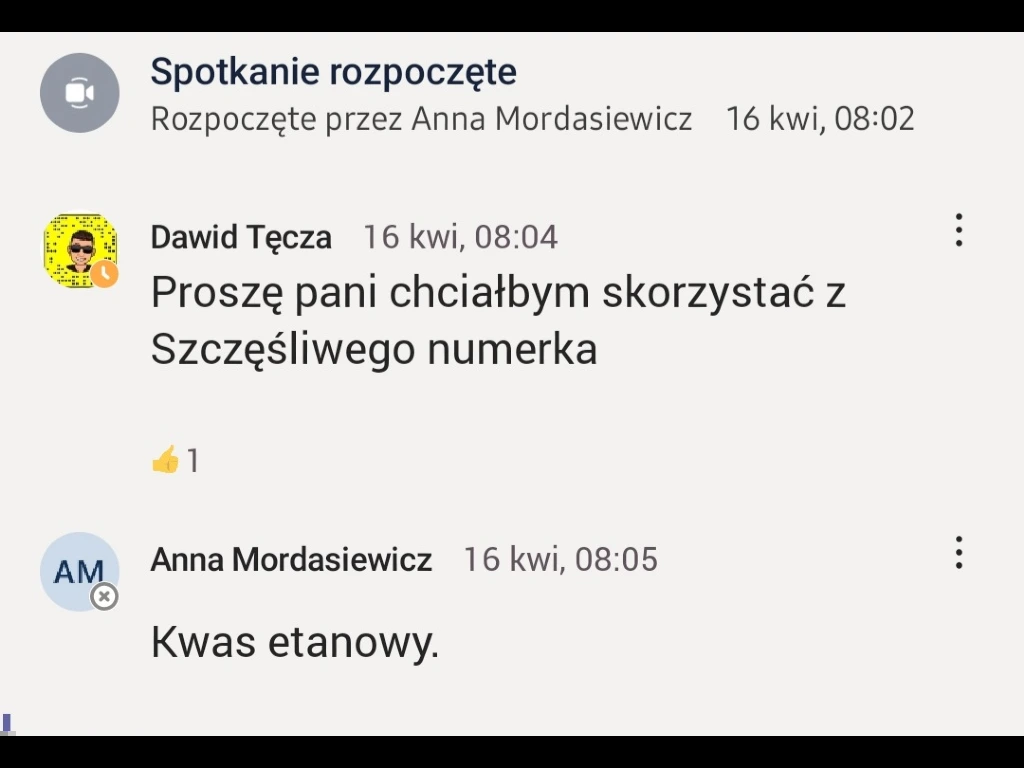 Spotkanie rozpoczęte
Rozpoczęte przez Anna Mordasiewicz 16 kwi, 08:02
Dawid Tęcza 16 kwi, 08:04
Proszę pani chciałbym skorzystać z
Szczęśliwego numerka
👍 1
AM
Anna Mordasiewicz 16 kwi, 08:05
Kwas etanowy.